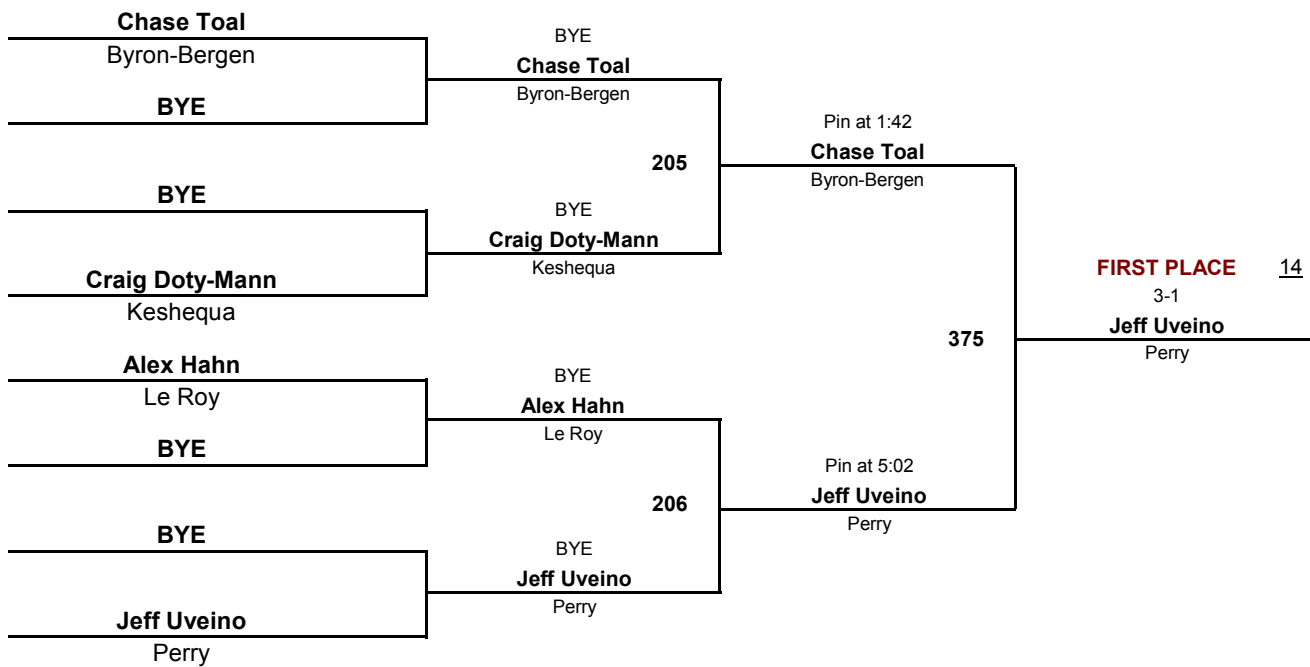 Chase Toal
Byron-Bergen
BYE
BYE
Craig Doty-Mann
Keshequa
Alex Hahn
Le Roy
BYE
BYE
Jeff Uveino
Perry
BYE
Chase Toal
Byron-Bergen
205
BYE
Craig Doty-Mann
Keshequa
BYE
Alex Hahn
Le Roy
206
BYE
Jeff Uveino
Perry
Pin at 1:42
Chase Toal
Byron-Bergen
375
Pin at 5:02
Jeff Uveino
Perry
FIRST PLACE 14
3-1
Jeff Uveino
Perry